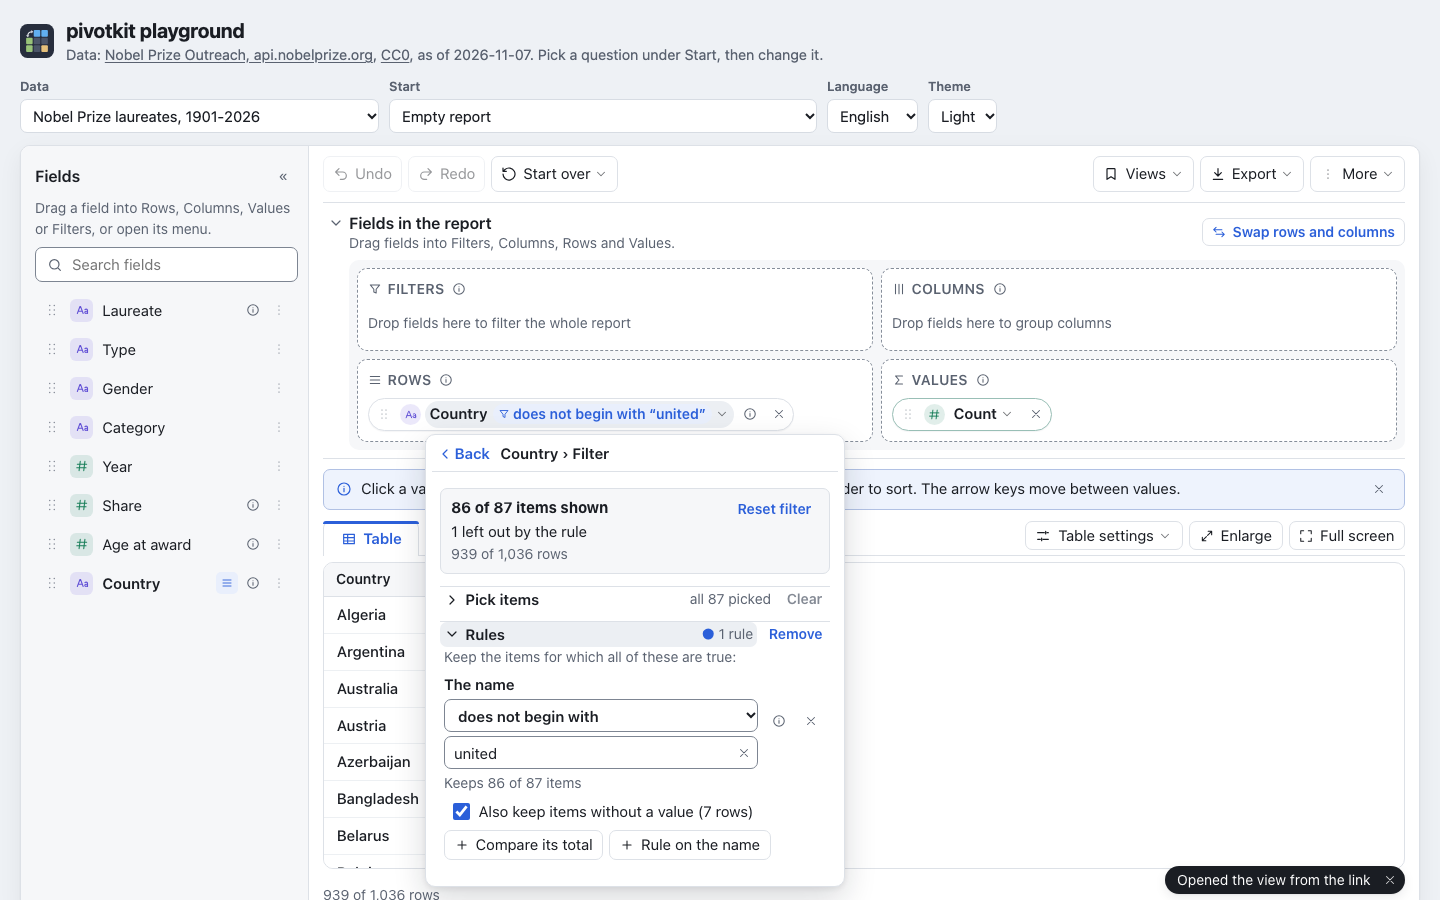 pivotkit playground
Data: Nobel Prize Outreach, api.nobelprize.org, CC0, as of 2026-11-07. Pick a question under Start, then change it.
Data
Start
Language
Theme
Nobel Prize laureates, 1901-2026
Empty report
English
Light
Fields
«
Drag a field into Rows, Columns, Values
or Filters, or open its menu.
Search fields
Aa Laureate
Aa Type
Aa Gender
Aa Category
# Year
# Share
# Age at award
Aa Country
Undo
Redo
Start over
Views
Export
More
Fields in the report
Drag fields into Filters, Columns, Rows and Values.
Swap rows and columns
FILTERS
Drop fields here to filter the whole report
COLUMNS
Drop fields here to group columns
ROWS
Aa Country does not begin with “united”
VALUES
# Count
Back Country › Filter
86 of 87 items shown
Reset filter
1 left out by the rule
939 of 1,036 rows
Pick items
all 87 picked
Clear
Rules
1 rule
Remove
Keep the items for which all of these are true:
The name
does not begin with
united
Keeps 86 of 87 items
Also keep items without a value (7 rows)
+ Compare its total
+ Rule on the name
Click a va
der to sort. The arrow keys move between values.
Table
Table settings
Enlarge
Full screen
Country
Algeria
Argentina
Australia
Austria
Azerbaijan
Bangladesh
Belarus
939 of 1,036 rows
Opened the view from the link